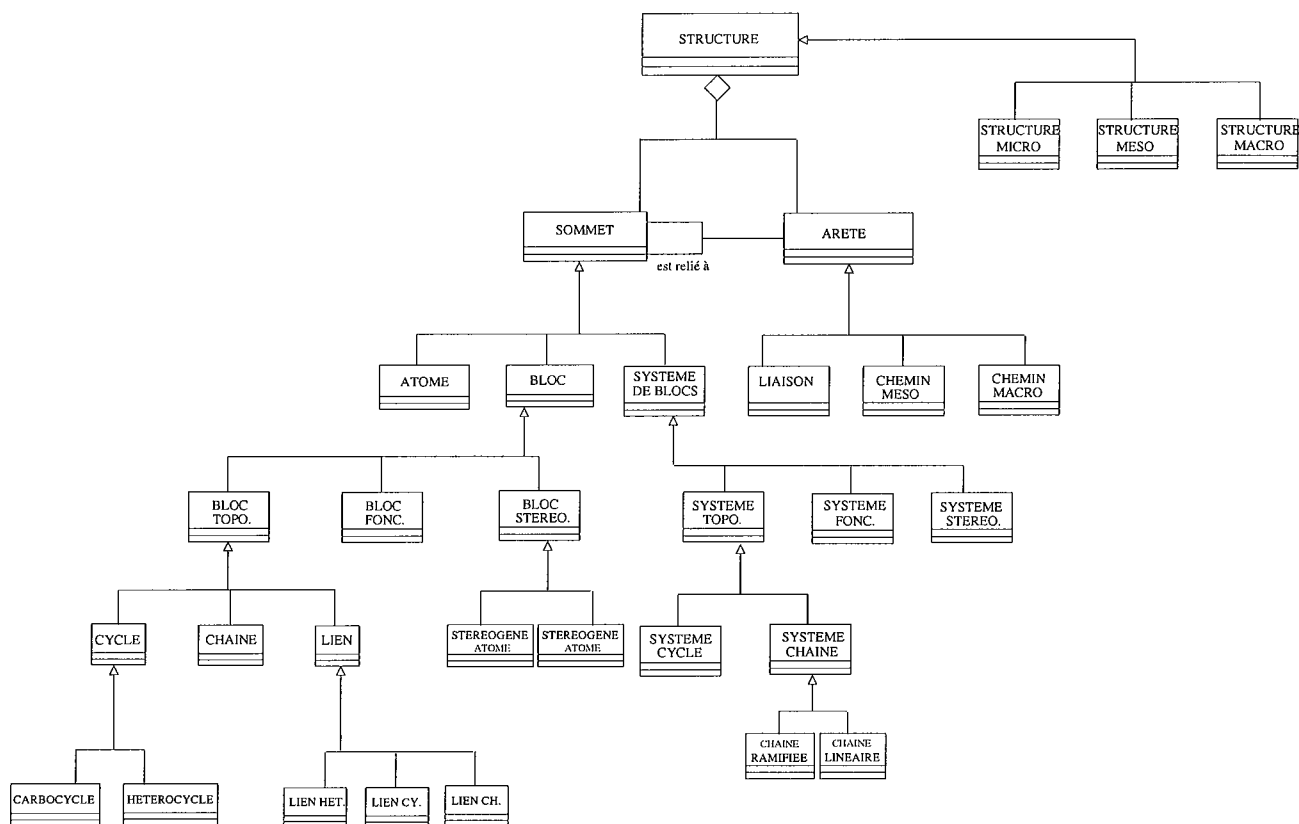 STRUCTURE
STRUCTURE
MICRO
STRUCTURE
MESO
STRUCTURE
MACRO
SOMMET
ARETE
est relié à
ATOME
BLOC
SYSTEME
DE BLOCS
LIAISON
CHEMIN
MESO
CHEMIN
MACRO
BLOC
TOPO.
BLOC
FONC.
BLOC
STEREO.
SYSTEME
TOPO.
SYSTEME
FONC.
SYSTEME
STEREO.
CYCLE
CHAINE
LIEN
STEREOGENE
ATOME
STEREOGENE
ATOME
SYSTEME
CYCLE
SYSTEME
CHAINE
CHAINE
RAMIFIEE
CHAINE
LINEAIRE
CARBOCYCLE
HETEROCYCLE
LIEN HET.
LIEN CY.
LIEN CH.